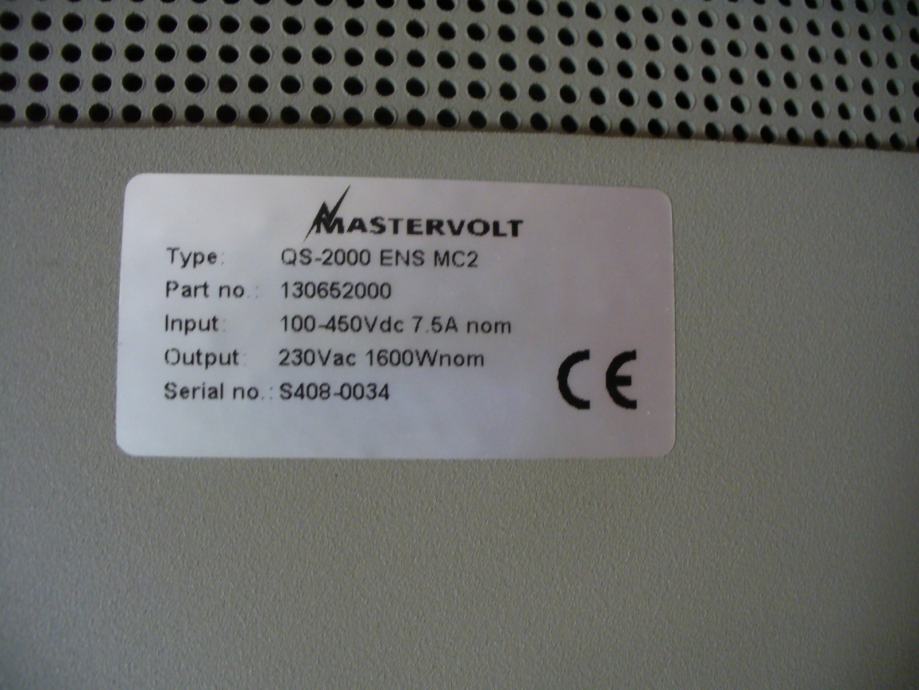 MASTERVOLT
Type: QS-2000 ENS MC2
Part no.: 130652000
Input: 100-450Vdc 7.5A nom
Output: 230Vac 1600Wnom
Serial no.: S408-0034
CE